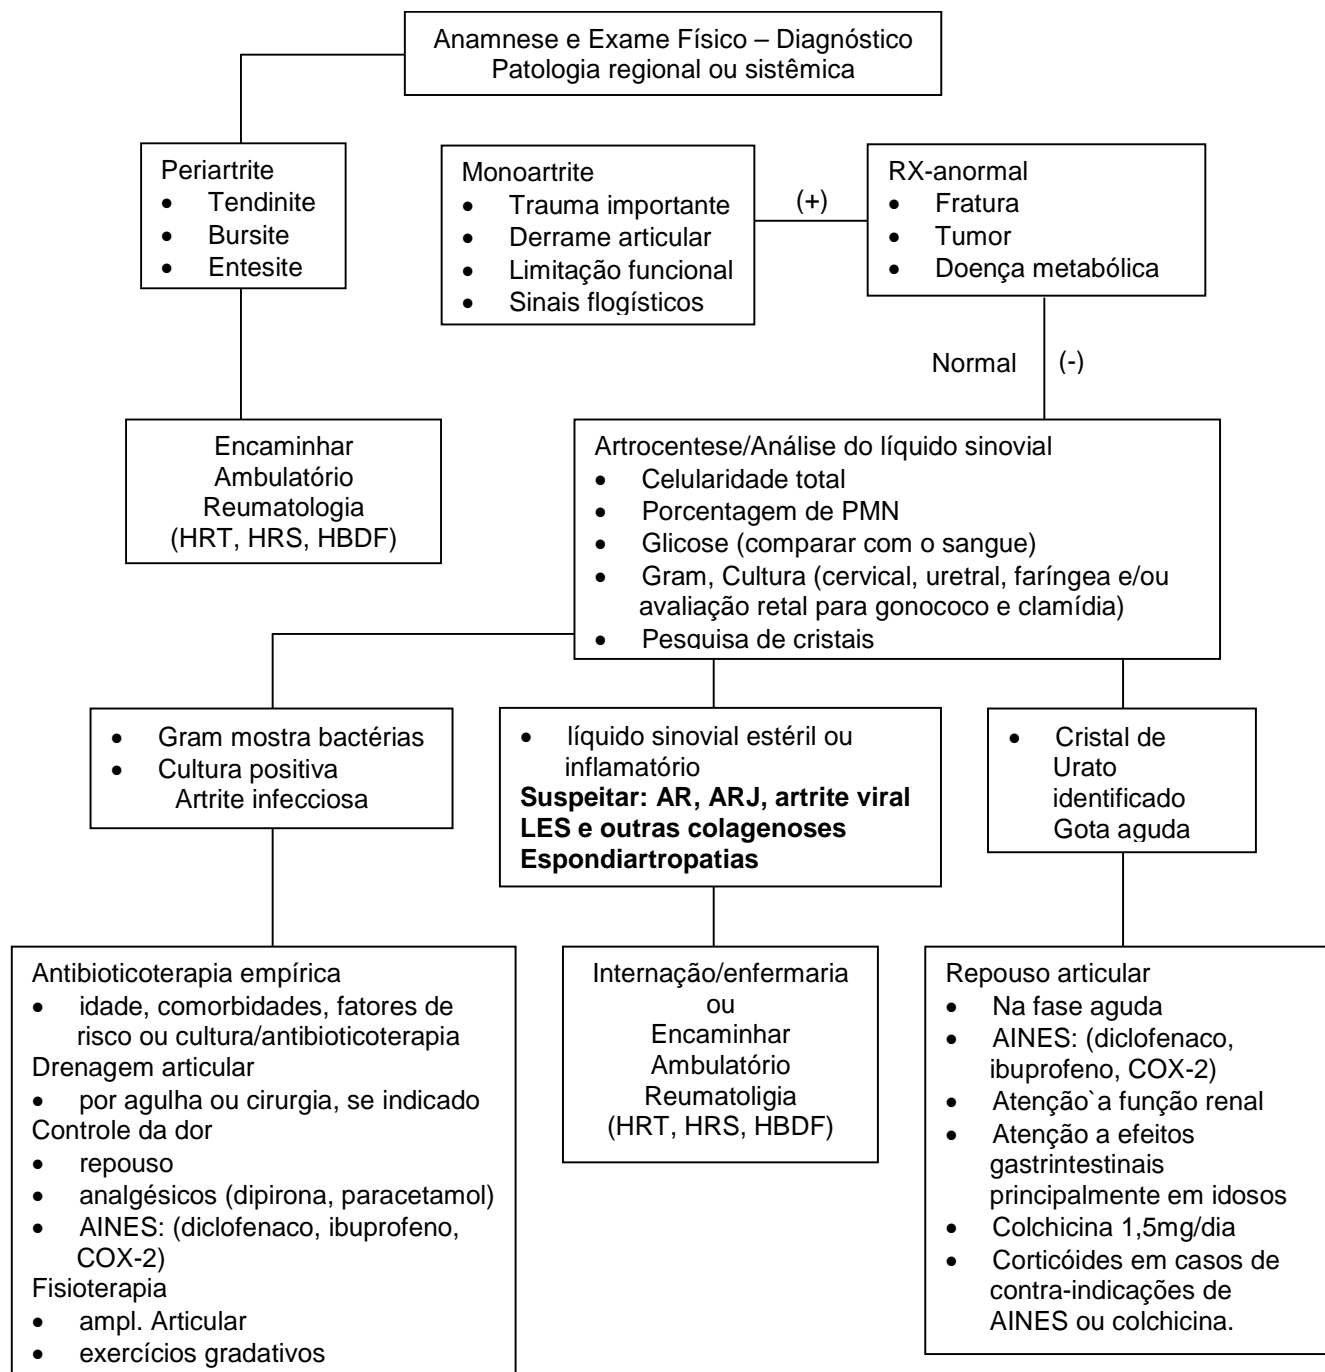 Anamnese e Exame Físico – Diagnóstico
Patologia regional ou sistêmica
Periartrite
• Tendinite
• Bursite
• Entesite
Monoartrite
• Trauma importante
• Derrame articular
• Limitação funcional
• Sinais flogísticos
(+)
RX-anormal
• Fratura
• Tumor
• Doença metabólica
Normal (-)
Encaminhar
Ambulatório
Reumatologia
(HRT, HRS, HBDF)
Artrocentese/Análise do líquido sinovial
• Celularidade total
• Porcentagem de PMN
• Glicose (comparar com o sangue)
• Gram, Cultura (cervical, uretral, faríngea e/ou
avaliação retal para gonococo e clamídia)
• Pesquisa de cristais
• Gram mostra bactérias
• Cultura positiva
Artrite infecciosa
• líquido sinovial estéril ou
inflamatório
Suspeitar: AR, ARJ, artrite viral
LES e outras colagenoses
Espondiartropatias
• Cristal de
Urato
identificado
Gota aguda
Antibioticoterapia empírica
• idade, comorbidades, fatores de
risco ou cultura/antibioticoterapia
Drenagem articular
• por agulha ou cirurgia, se indicado
Controle da dor
• repouso
• analgésicos (dipirona, paracetamol)
• AINES: (diclofenaco, ibuprofeno,
COX-2)
Fisioterapia
• ampl. Articular
• exercícios gradativos
Internação/enfermaria
ou
Encaminhar
Ambulatório
Reumatoligia
(HRT, HRS, HBDF)
Repouso articular
• Na fase aguda
• AINES: (diclofenaco,
ibuprofeno, COX-2)
• Atenção`a função renal
• Atenção a efeitos
gastrintestinais
principalmente em idosos
• Colchicina 1,5mg/dia
• Corticóides em casos de
contra-indicações de
AINES ou colchicina.